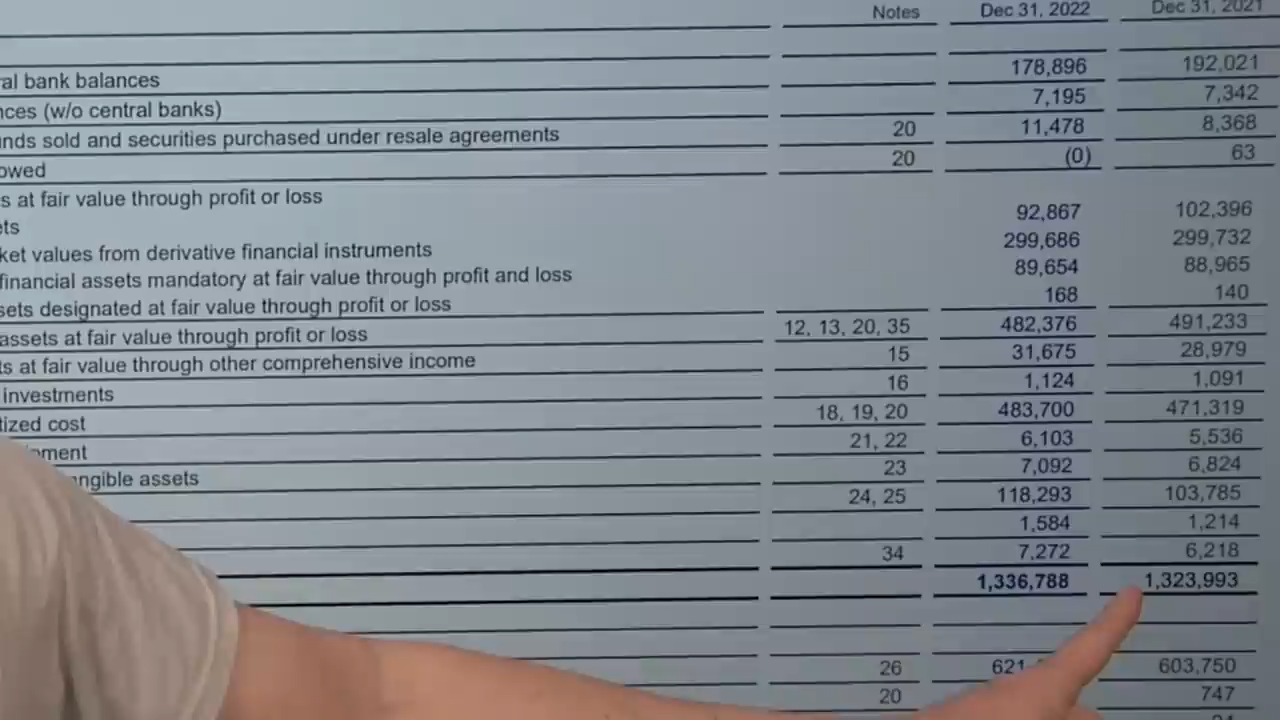 Notes Dec 31, 2022 Dec 31, 2021
al bank balances 178,896 192,021
nces (w/o central banks) 7,195 7,342
nds sold and securities purchased under resale agreements 20 11,478 8,368
owed 20 (0) 63
s at fair value through profit or loss
ets 92,867 102,396
ket values from derivative financial instruments 299,686 299,732
financial assets mandatory at fair value through profit and loss 89,654 88,965
sets designated at fair value through profit or loss 168 140
assets at fair value through profit or loss 12, 13, 20, 35 482,376 491,233
ts at fair value through other comprehensive income 15 31,675 28,979
investments 16 1,124 1,091
tized cost 18, 19, 20 483,700 471,319
pment 21, 22 6,103 5,536
ngible assets 23 7,092 6,824
24, 25 118,293 103,785
1,584 1,214
34 7,272 6,218
1,336,788 1,323,993
26 621 603,750
20 747